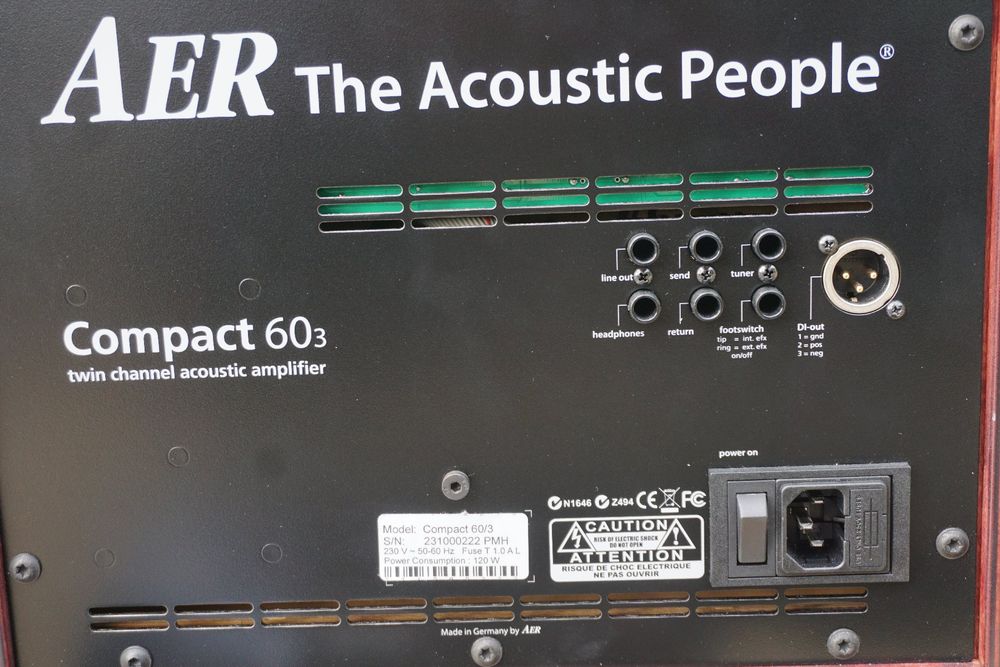 AER The Acoustic People®
line out
send
tuner
headphones
return
footswitch
tip = int. efx
ring = ext. efx
on/off
DI-out
1 = gnd
2 = pos
3 = neg
Compact 603
twin channel acoustic amplifier
power on
N1646 Z494 CE FC
Model: Compact 60/3
S/N: 231000222 PMH
230 V ~ 50-60 Hz Fuse T 1.0 A L
Power Consumption : 120 W
CAUTION
RISK OF ELECTRIC SHOCK
DO NOT OPEN
ATTENTION
RISQUE DE CHOC ELECTRIQUE
NE PAS OUVRIR
Made in Germany by AER